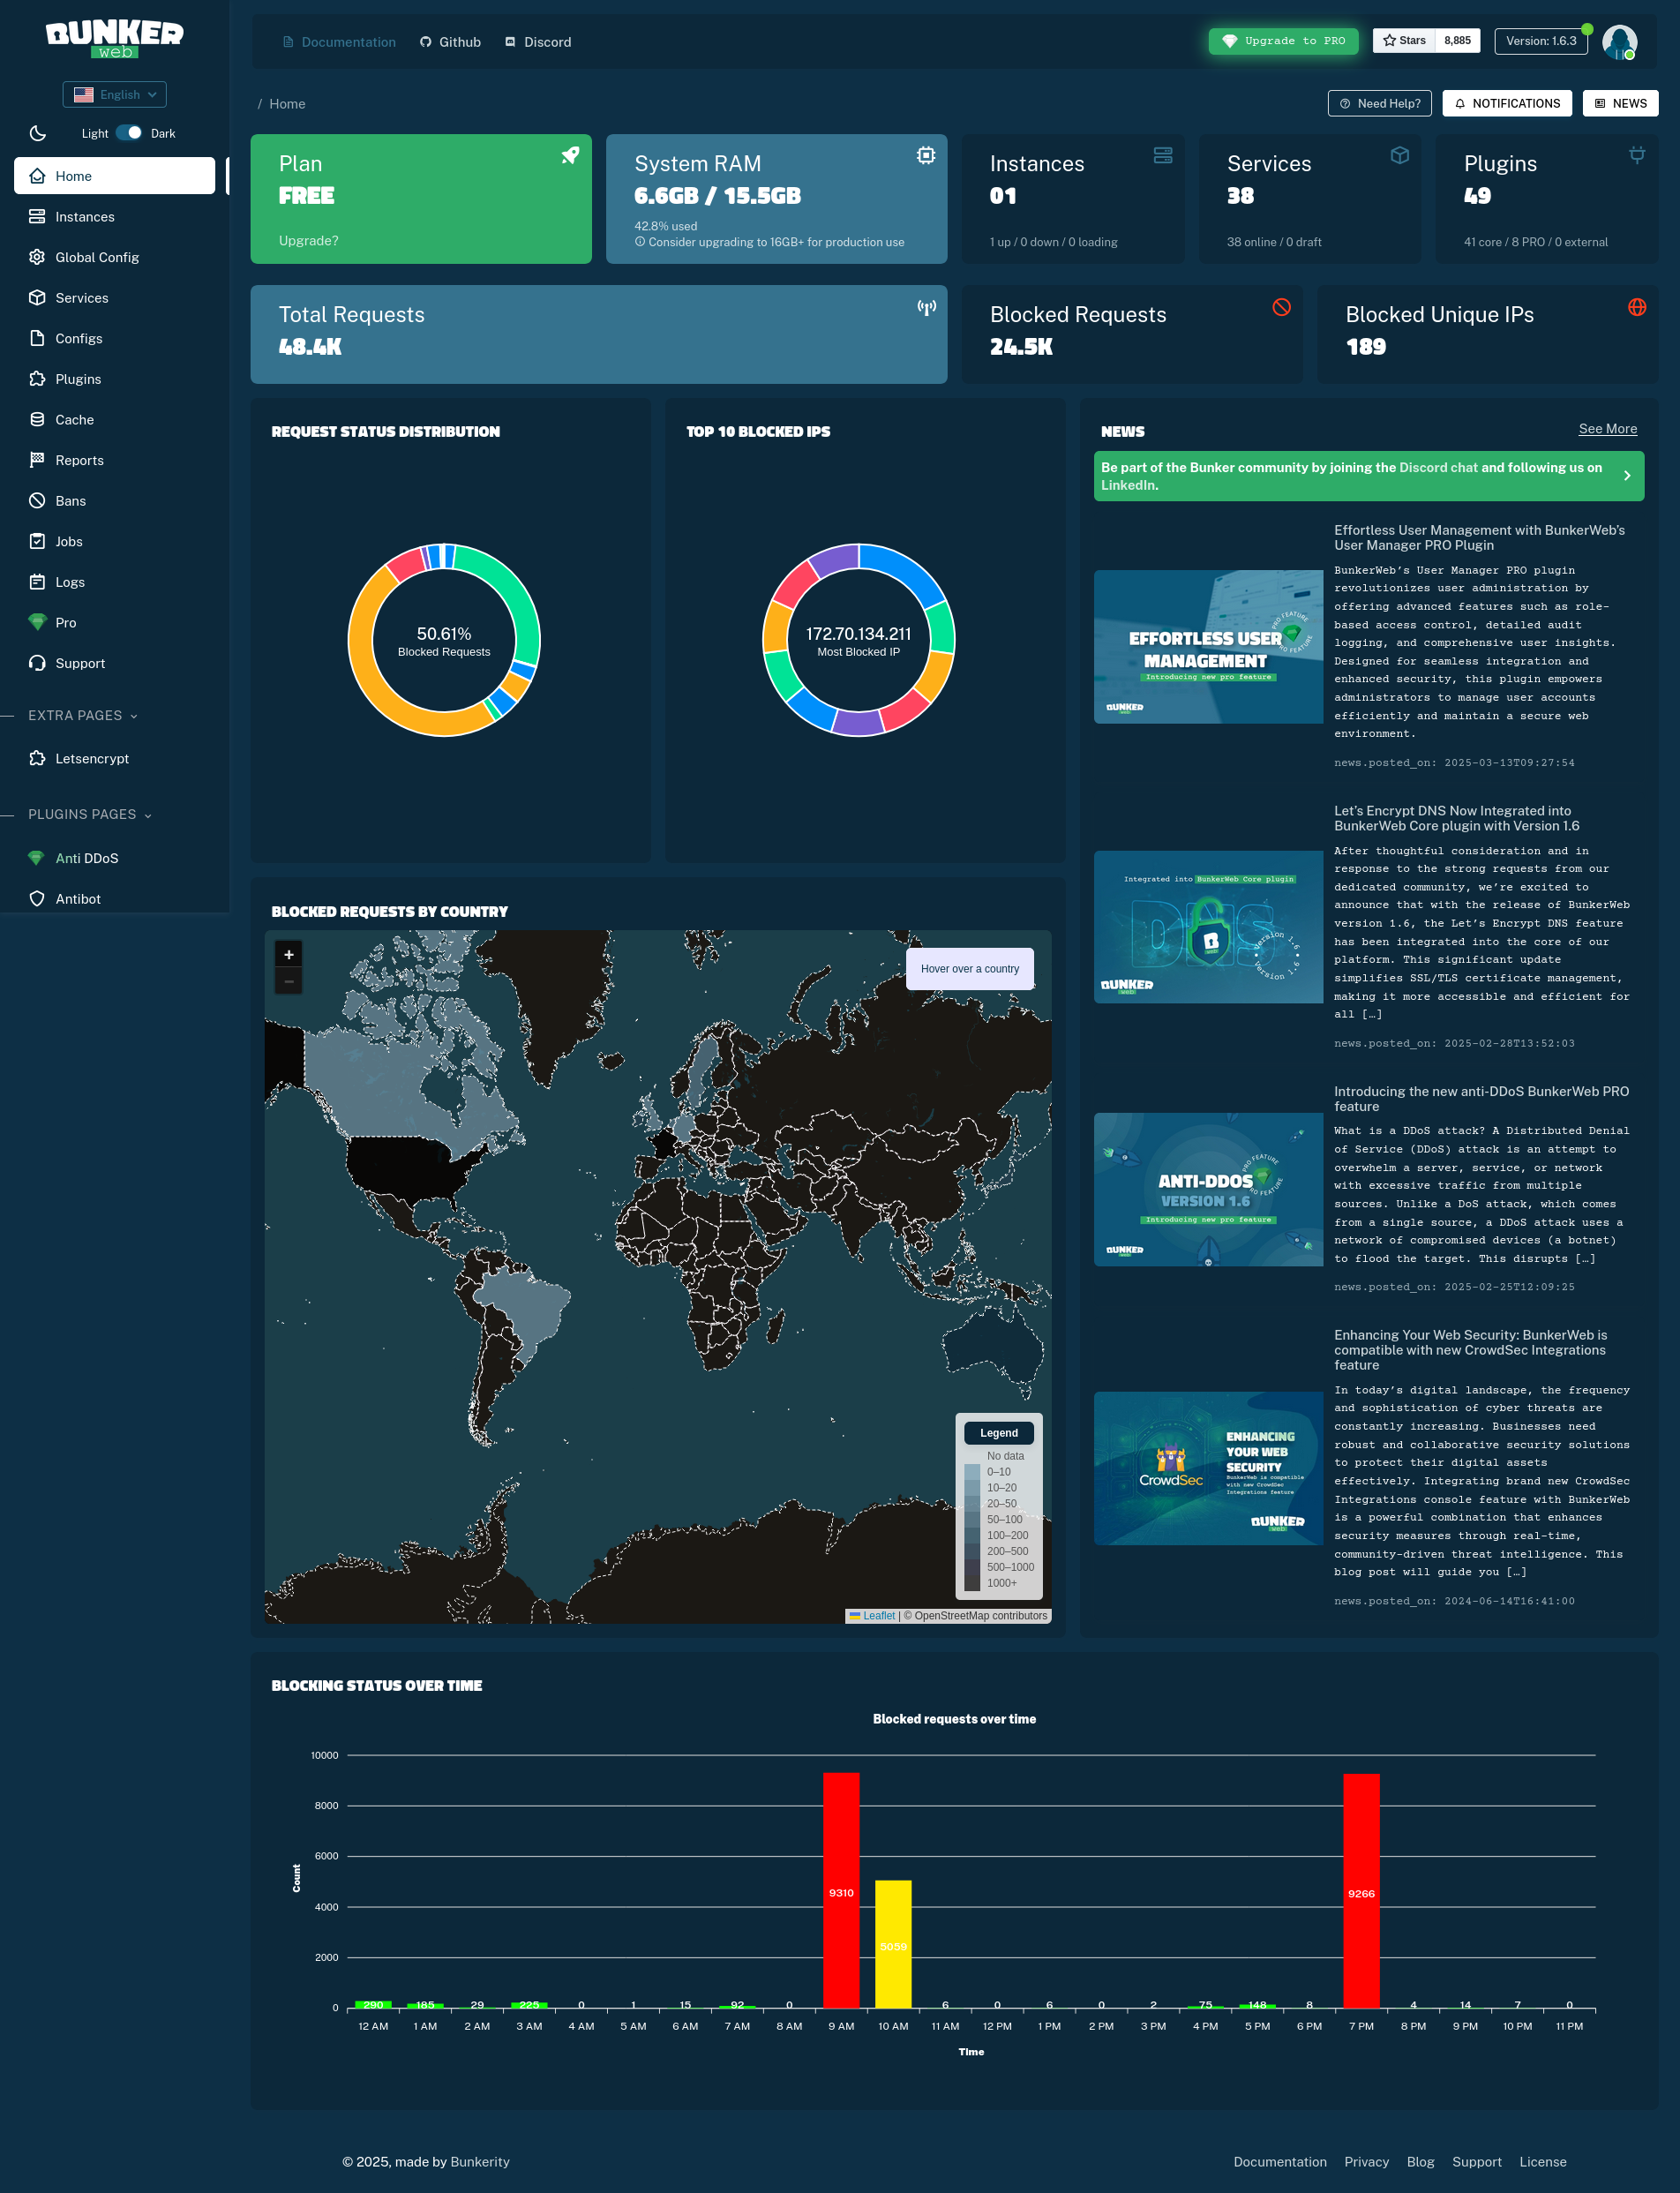 BUNKER
web
English
Light Dark
Home
Instances
Global Config
Services
Configs
Plugins
Cache
Reports
Bans
Jobs
Logs
Pro
Support
EXTRA PAGES
Letsencrypt
PLUGINS PAGES
Anti DDoS
Antibot
Documentation Github Discord
Upgrade to PRO
Stars 8,885
Version: 1.6.3
/ Home
Need Help?
NOTIFICATIONS
NEWS
Plan
FREE
Upgrade?
System RAM
6.6GB / 15.5GB
42.8% used
Consider upgrading to 16GB+ for production use
Instances
01
1 up / 0 down / 0 loading
Services
38
38 online / 0 draft
Plugins
49
41 core / 8 PRO / 0 external
Total Requests
48.4K
Blocked Requests
24.5K
Blocked Unique IPs
189
REQUEST STATUS DISTRIBUTION
50.61%
Blocked Requests
TOP 10 BLOCKED IPS
172.70.134.211
Most Blocked IP
NEWS
See More
Be part of the Bunker community by joining the Discord chat and following us on
LinkedIn.
EFFORTLESS USER
MANAGEMENT
Introducing new pro feature
PRO FEATURE
PRO FEATURE
BUNKER
web
Effortless User Management with BunkerWeb’s
User Manager PRO Plugin
BunkerWeb’s User Manager PRO plugin
revolutionizes user administration by
offering advanced features such as role-
based access control, detailed audit
logging, and comprehensive user insights.
Designed for seamless integration and
enhanced security, this plugin empowers
administrators to manage user accounts
efficiently and maintain a secure web
environment.
news.posted_on: 2025-03-13T09:27:54
Integrated into BunkerWeb Core plugin
DNS
Version 1.6
Version 1.6
BUNKER
web
Let’s Encrypt DNS Now Integrated into
BunkerWeb Core plugin with Version 1.6
After thoughtful consideration and in
response to the strong requests from our
dedicated community, we’re excited to
announce that with the release of BunkerWeb
version 1.6, the Let’s Encrypt DNS feature
has been integrated into the core of our
platform. This significant update
simplifies SSL/TLS certificate management,
making it more accessible and efficient for
all […]
news.posted_on: 2025-02-28T13:52:03
ANTI-DDOS
VERSION 1.6
Introducing new pro feature
PRO FEATURE
PRO FEATURE
BUNKER
web
Introducing the new anti-DDoS BunkerWeb PRO
feature
What is a DDoS attack? A Distributed Denial
of Service (DDoS) attack is an attempt to
overwhelm a server, service, or network
with excessive traffic from multiple
sources. Unlike a DoS attack, which comes
from a single source, a DDoS attack uses a
network of compromised devices (a botnet)
to flood the target. This disrupts […]
news.posted_on: 2025-02-25T12:09:25
CrowdSec
ENHANCING
YOUR WEB
SECURITY
BunkerWeb is compatible
with new CrowdSec
Integrations feature
BUNKER
web
Enhancing Your Web Security: BunkerWeb is
compatible with new CrowdSec Integrations
feature
In today’s digital landscape, the frequency
and sophistication of cyber threats are
constantly increasing. Businesses need
robust and collaborative security solutions
to protect their digital assets
effectively. Integrating brand new CrowdSec
Integrations console feature with BunkerWeb
is a powerful combination that enhances
security measures through real-time,
community-driven threat intelligence. This
blog post will guide you […]
news.posted_on: 2024-06-14T16:41:00
BLOCKED REQUESTS BY COUNTRY
+
−
Hover over a country
Legend
No data
0–10
10–20
20–50
50–100
100–200
200–500
500–1000
1000+
Leaflet | © OpenStreetMap contributors
BLOCKING STATUS OVER TIME
Blocked requests over time
Count
10000
8000
6000
4000
2000
0
290 185 29 225 0 1 15 92 0 9310 5059 6 0 6 0 2 75 148 8 9266 4 14 7 0
12 AM 1 AM 2 AM 3 AM 4 AM 5 AM 6 AM 7 AM 8 AM 9 AM 10 AM 11 AM 12 PM 1 PM 2 PM 3 PM 4 PM 5 PM 6 PM 7 PM 8 PM 9 PM 10 PM 11 PM
Time
© 2025, made by Bunkerity
Documentation Privacy Blog Support License